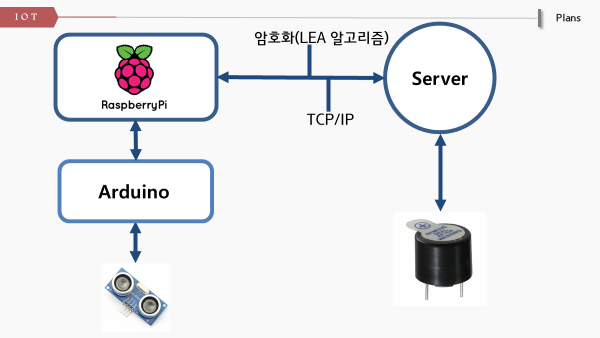 IOT
Plans
암호화(LEA 알고리즘)
RaspberryPi
Server
TCP/IP
Arduino